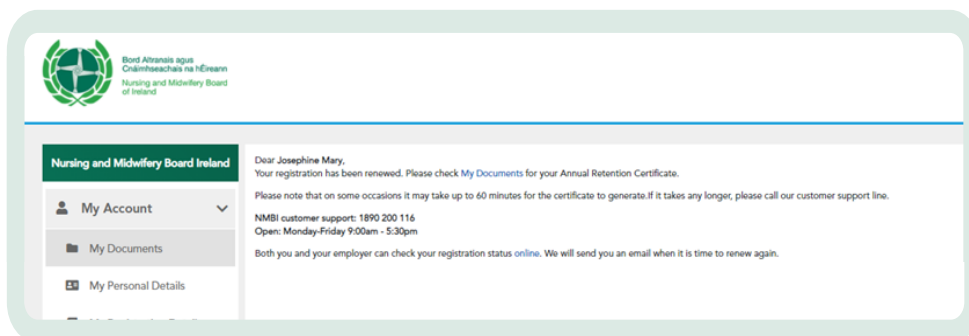 Bord Altranais agus
Cnáimhseachais na hÉireann
Nursing and Midwifery Board
of Ireland
Nursing and Midwifery Board Ireland
My Account
My Documents
My Personal Details
Dear Josephine Mary,
Your registration has been renewed. Please check My Documents for your Annual Retention Certificate.
Please note that on some occasions it may take up to 60 minutes for the certificate to generate.If it takes any longer, please call our customer support line.
NMBI customer support: 1890 200 116
Open: Monday-Friday 9:00am - 5:30pm
Both you and your employer can check your registration status online. We will send you an email when it is time to renew again.